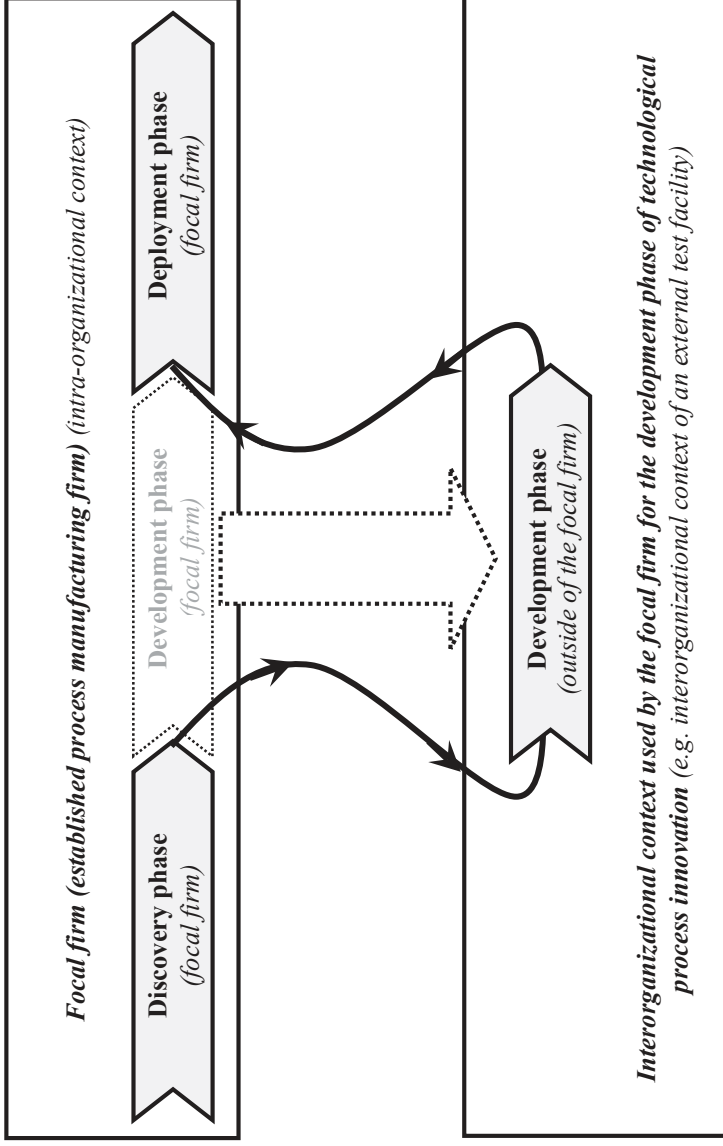 Focal firm (established process manufacturing firm) (intra-organizational context)
Discovery phase
(focal firm)
Development phase
(focal firm)
Deployment phase
(focal firm)
Development phase
(outside of the focal firm)
Interorganizational context used by the focal firm for the development phase of technological
process innovation (e.g. interorganizational context of an external test facility)